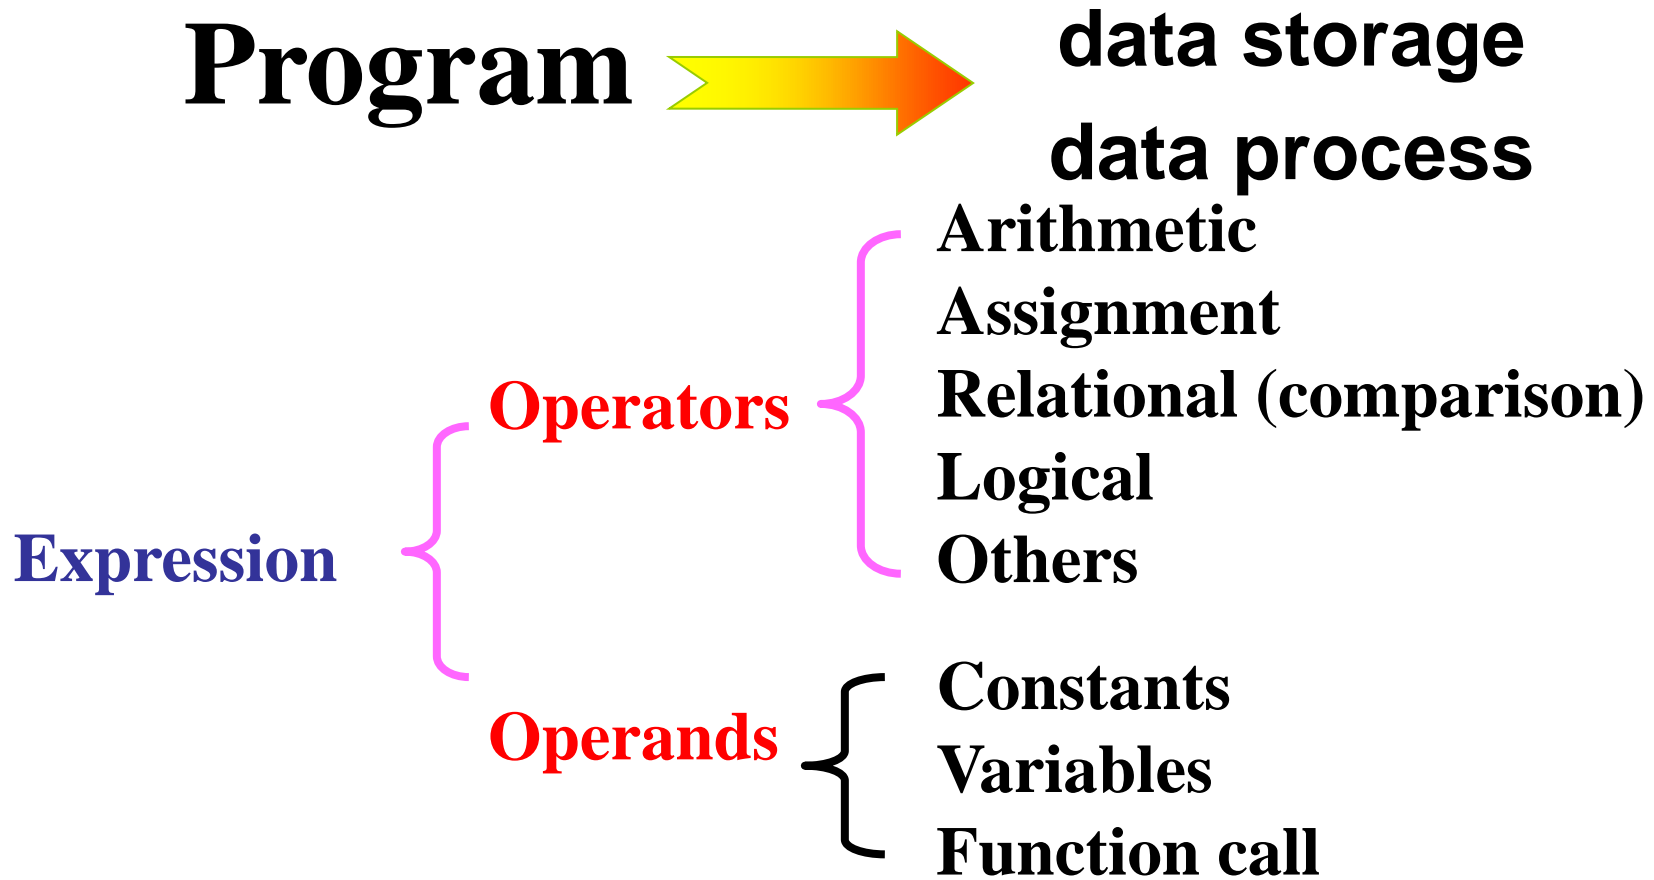 Program
data storage
data process
Expression
Operators
Arithmetic
Assignment
Relational (comparison)
Logical
Others
Operands
Constants
Variables
Function call